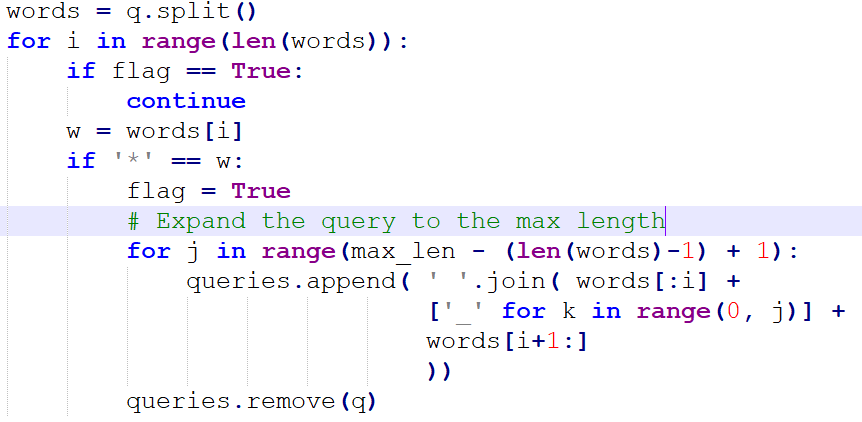 words = q.split()
for i in range(len(words)):
    if flag == True:
        continue
    w = words[i]
    if '*' == w:
        flag = True
        # Expand the query to the max length
        for j in range(max_len - (len(words)-1) + 1):
            queries.append( ' '.join( words[:i] +
                            ['_' for k in range(0, j)] +
                            words[i+1:]
                            ))
        queries.remove(q)